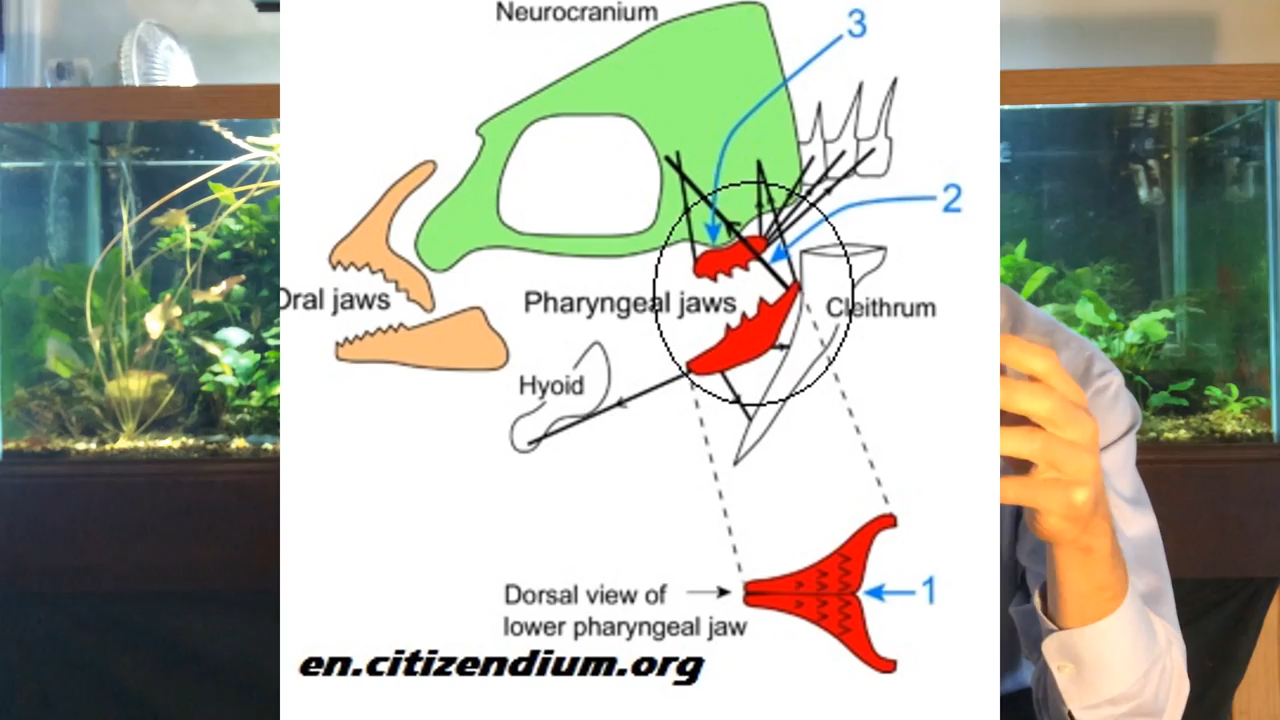 Neurocranium
3
2
Oral jaws
Pharyngeal jaws
Cleithrum
Hyoid
1
Dorsal view of
lower pharyngeal jaw
en.citizendium.org